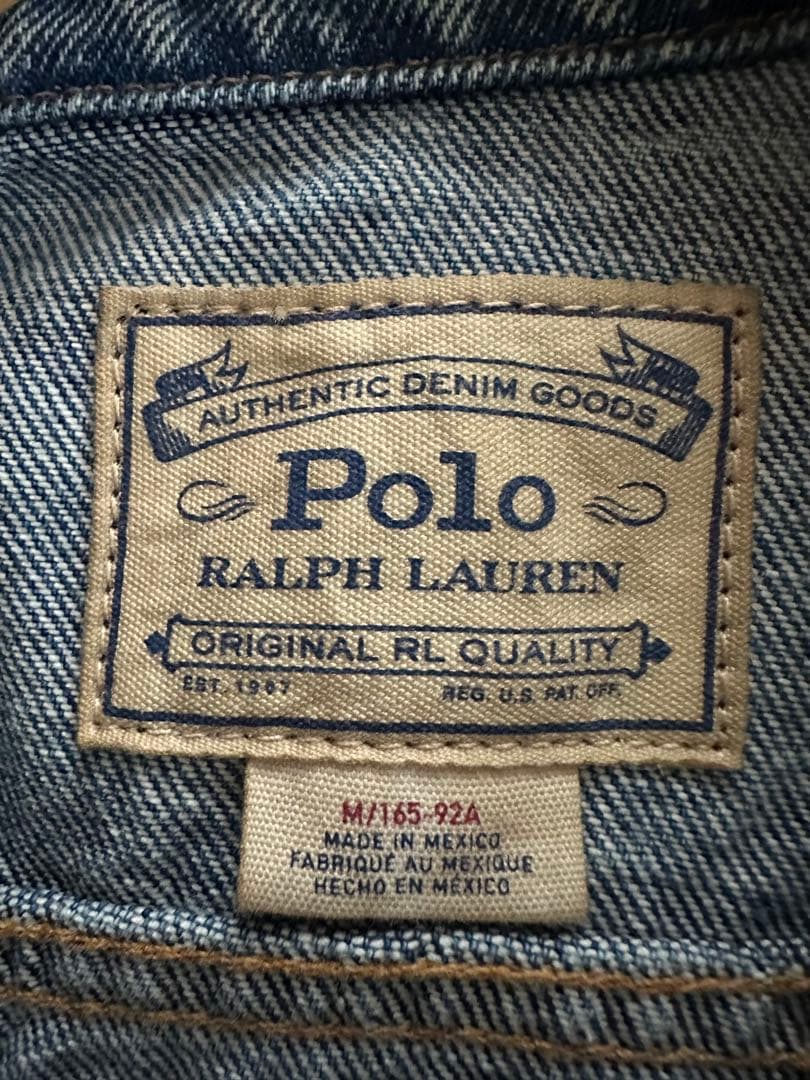 AUTHENTIC DENIM GOODS
Polo
RALPH LAUREN
ORIGINAL RL QUALITY
EST. 1967 REG. U.S. PAT. OFF.
M/165-92A
MADE IN MEXICO
FABRIQUÉ AU MEXIQUE
HECHO EN MÉXICO